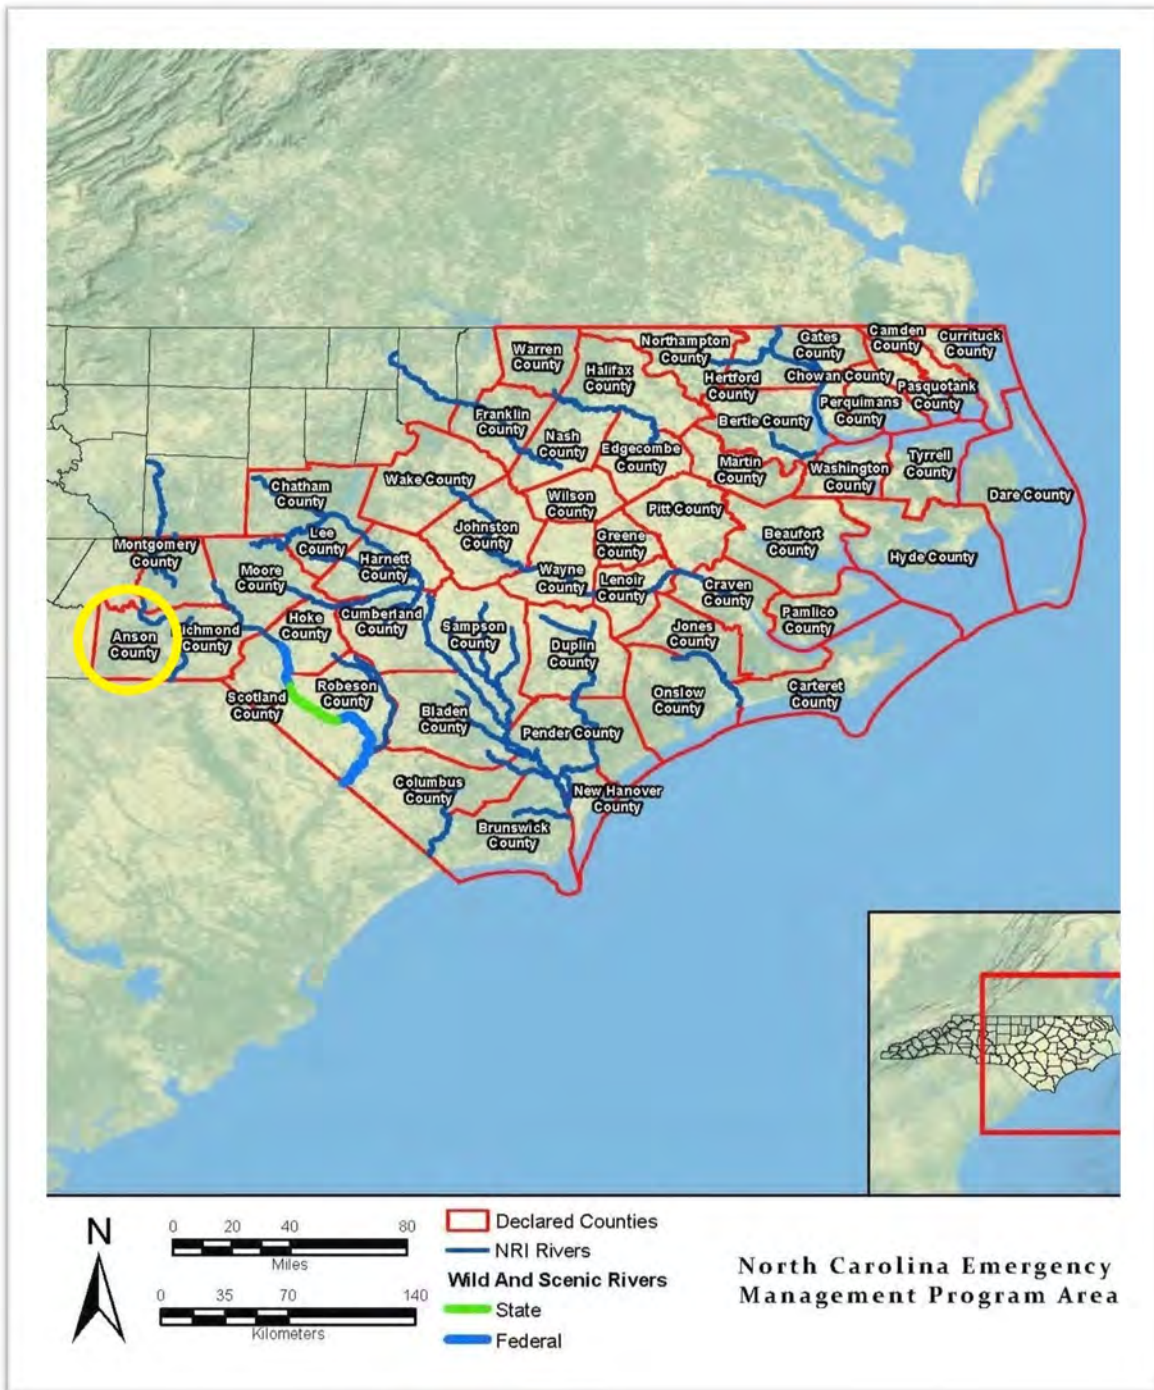 Warren
County
Northampton
County
Gates
County
Camden
County
Currituck
County
Halifax
County
Hertford
County
Chowan County
Pasquotank
County
Perquimans
County
Franklin
County
Bertie County
Nash
County
Edgecombe
County
Martin
County
Washington
County
Tyrrell
County
Dare County
Wake County
Chatham
County
Wilson
County
Pitt County
Johnston
County
Lee
County
Greene
County
Beaufort
County
Hyde County
Montgomery
County
Harnett
County
Moore
County
Wayne
County
Lenoir
County
Craven
County
Pamlico
County
Hoke
County
Cumberland
County
Sampson
County
Jones
County
Anson
County
ichmond
County
Duplin
County
Scotland
County
Robeson
County
Onslow
County
Carteret
County
Bladen
County
Pender County
Columbus
County
New Hanover
County
Brunswick
County
N
0 20 40 80
Miles
0 35 70 140
Kilometers
Declared Counties
NRI Rivers
Wild And Scenic Rivers
State
Federal
North Carolina Emergency
Management Program Area